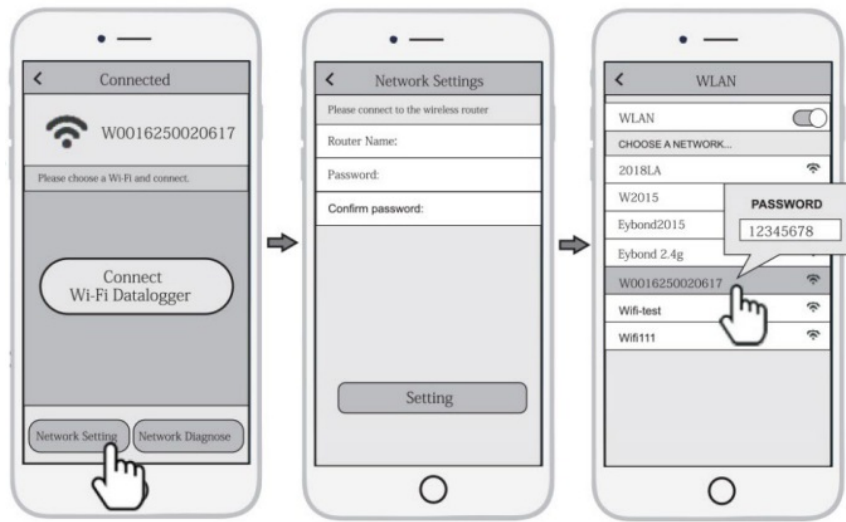 Connected
W0016250020617
Please choose a Wi-Fi and connect.
Connect
Wi-Fi Datalogger
Network Setting
Network Diagnose
Network Settings
Please connect to the wireless router
Router Name:
Password:
Confirm password:
Setting
WLAN
WLAN
CHOOSE A NETWORK...
2018LA
W2015
PASSWORD
12345678
Eybond2015
Eybond 2.4g
W0016250020617
Wifi-test
Wifi111